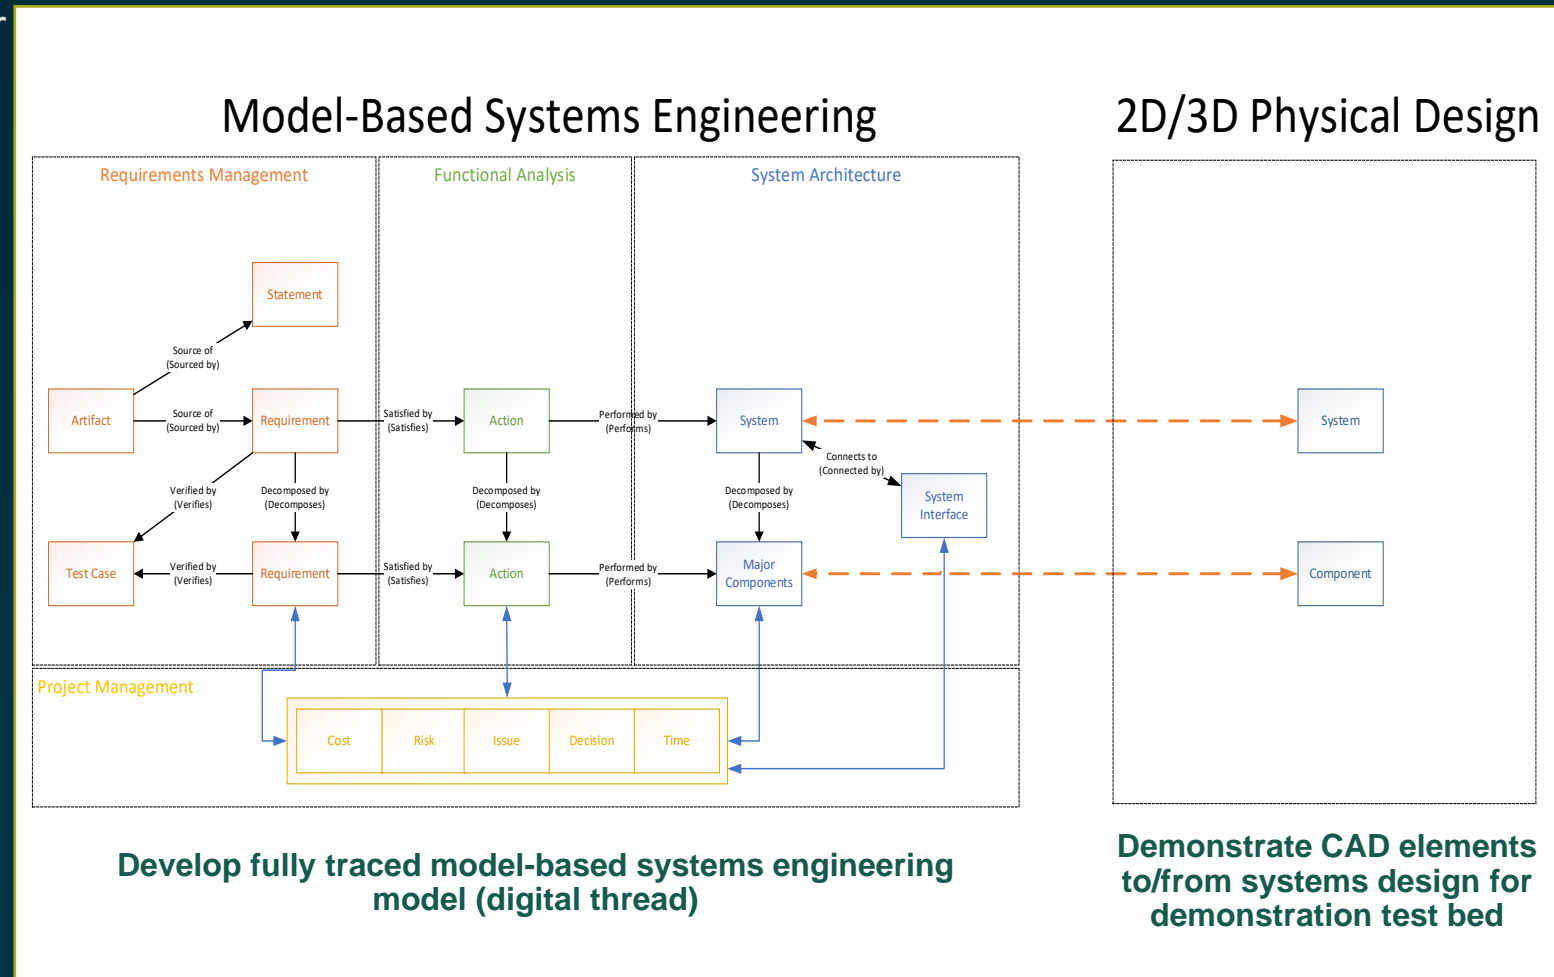 r
Model-Based Systems Engineering
2D/3D Physical Design
Requirements Management
Functional Analysis
System Architecture
Statement
Source of
(Sourced by)
Artifact
Source of
(Sourced by)
Requirement
Satisfied by
(Satisfies)
Action
Performed by
(Performs)
System
System
Connects to
(Connected by)
Verified by
(Verifies)
Decomposed by
(Decomposes)
Decomposed by
(Decomposes)
Decomposed by
(Decomposes)
System
Interface
Test Case
Verified by
(Verifies)
Requirement
Satisfied by
(Satisfies)
Action
Performed by
(Performs)
Major
Components
Component
Project Management
Cost
Risk
Issue
Decision
Time
Develop fully traced model-based systems engineering
model (digital thread)
Demonstrate CAD elements
to/from systems design for
demonstration test bed